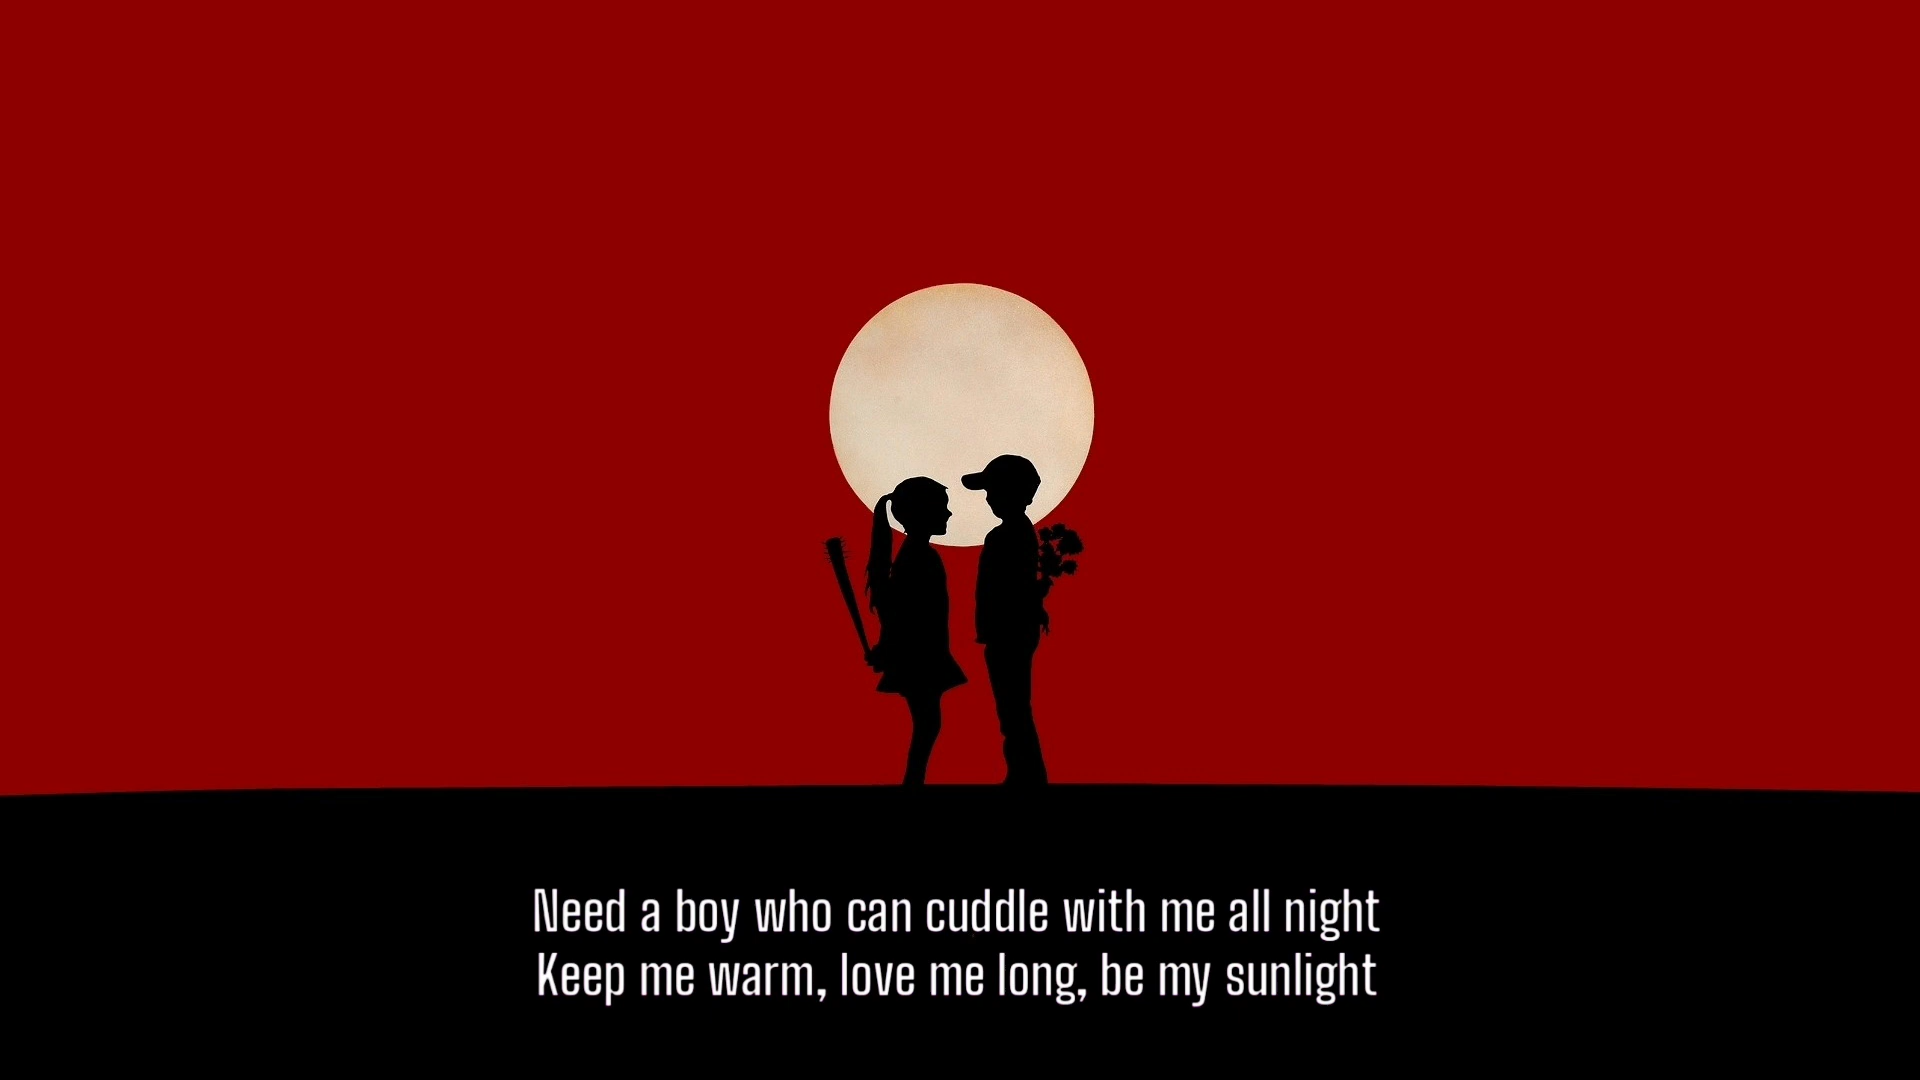 Need a boy who can cuddle with me all night
Keep me warm, love me long, be my sunlight